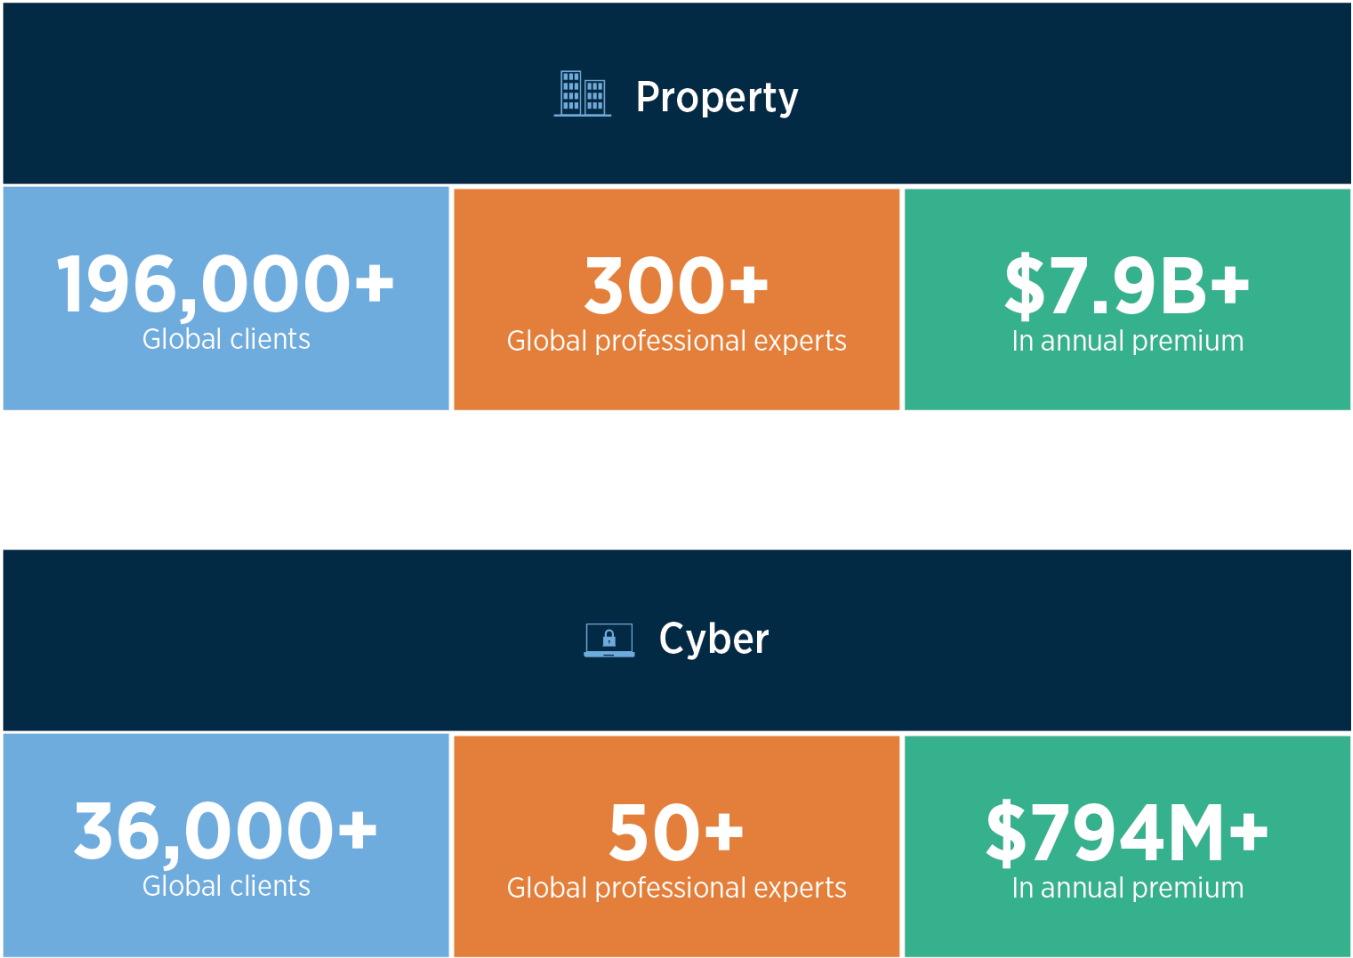 Property
196,000+
Global clients
300+
Global professional experts
$7.9B+
In annual premium
Cyber
36,000+
Global clients
50+
Global professional experts
$794M+
In annual premium